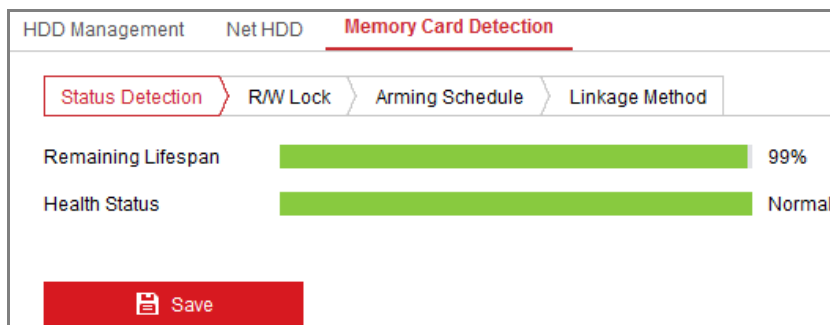 HDD Management Net HDD Memory Card Detection
Status Detection R/W Lock Arming Schedule Linkage Method
Remaining Lifespan 99%
Health Status Normal
Save